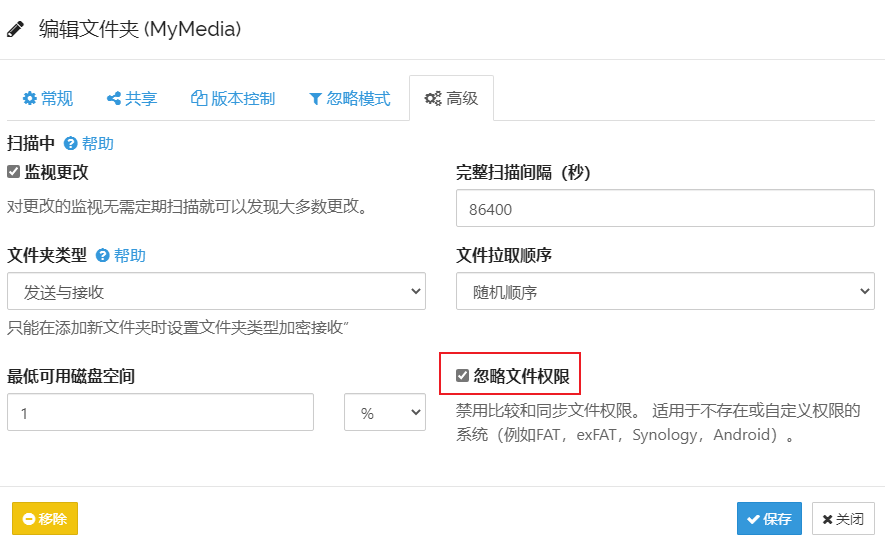 编辑文件夹 (MyMedia)
常规 共享 版本控制 忽略模式 高级
扫描中 帮助
监视更改
对更改的监视无需定期扫描就可以发现大多数更改。
完整扫描间隔（秒）
86400
文件夹类型 帮助
发送与接收
只能在添加新文件夹时设置文件夹类型加密接收”
文件拉取顺序
随机顺序
最低可用磁盘空间
1 %
忽略文件权限
禁用比较和同步文件权限。 适用于不存在或自定义权限的
系统（例如FAT，exFAT，Synology，Android）。
移除 保存 关闭